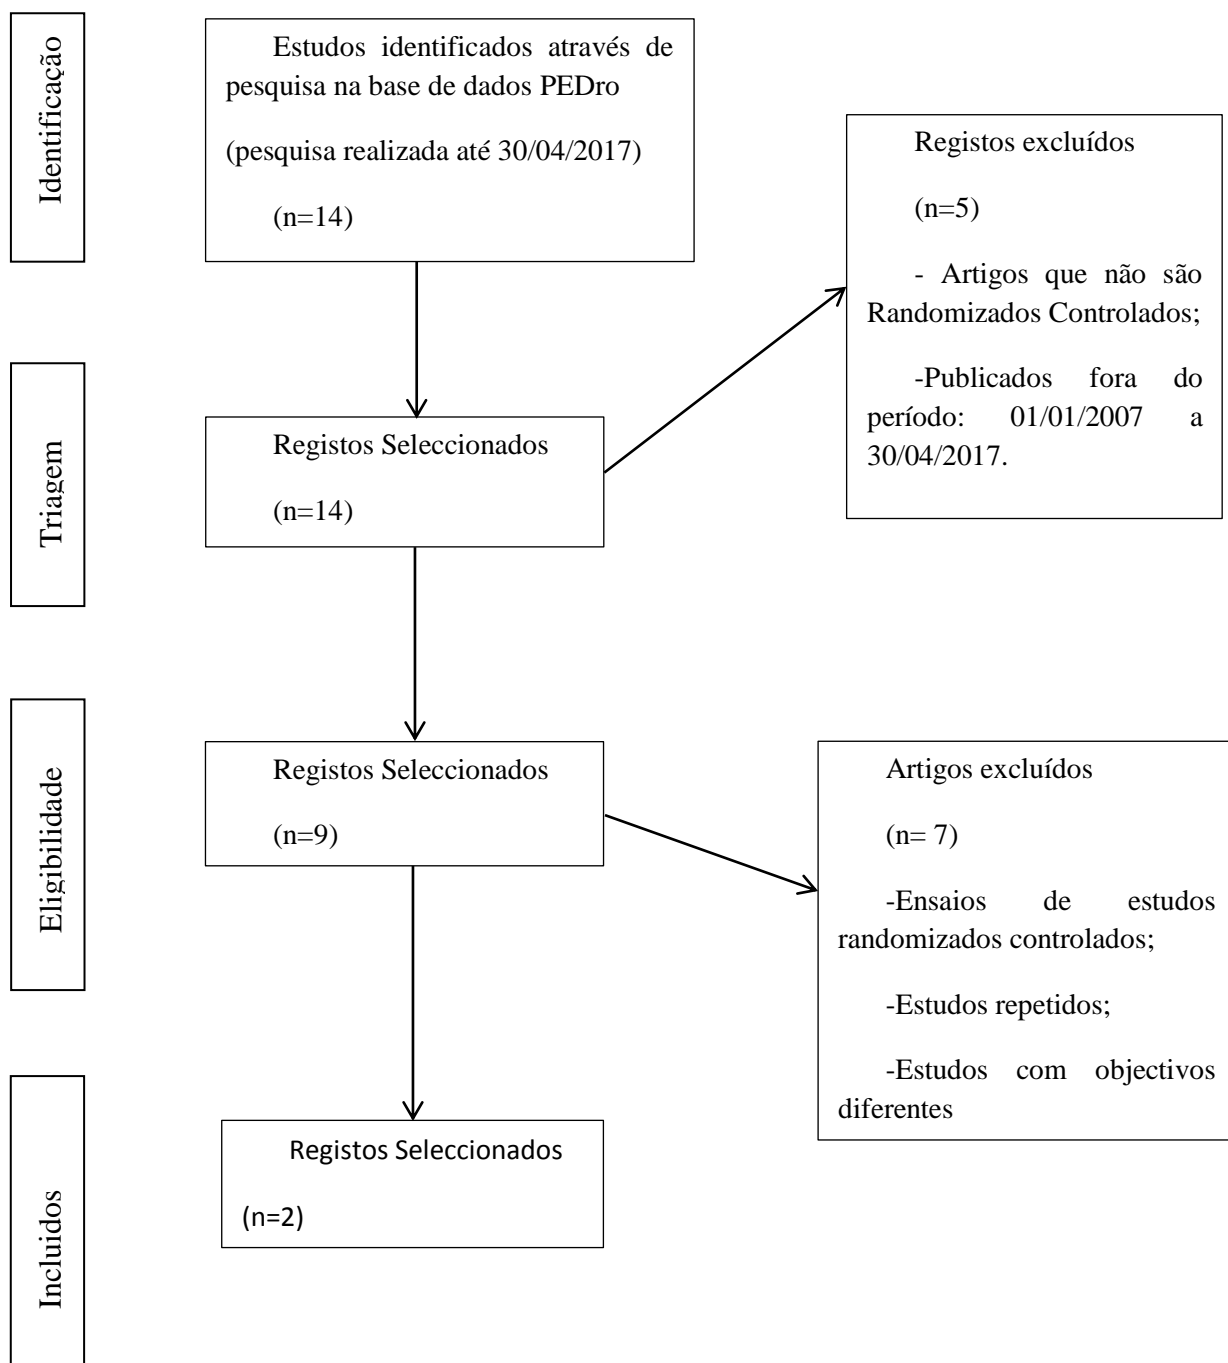 Identificação
Estudos identificados através de
pesquisa na base de dados PEDro
(pesquisa realizada até 30/04/2017)
(n=14)
Registos excluídos
(n=5)
- Artigos que não são
Randomizados Controlados;
-Publicados fora do
período: 01/01/2007 a
30/04/2017.
Triagem
Registos Seleccionados
(n=14)
Eligibilidade
Registos Seleccionados
(n=9)
Artigos excluídos
(n= 7)
-Ensaios de estudos
randomizados controlados;
-Estudos repetidos;
-Estudos com objectivos
diferentes
Incluidos
Registos Seleccionados
(n=2)